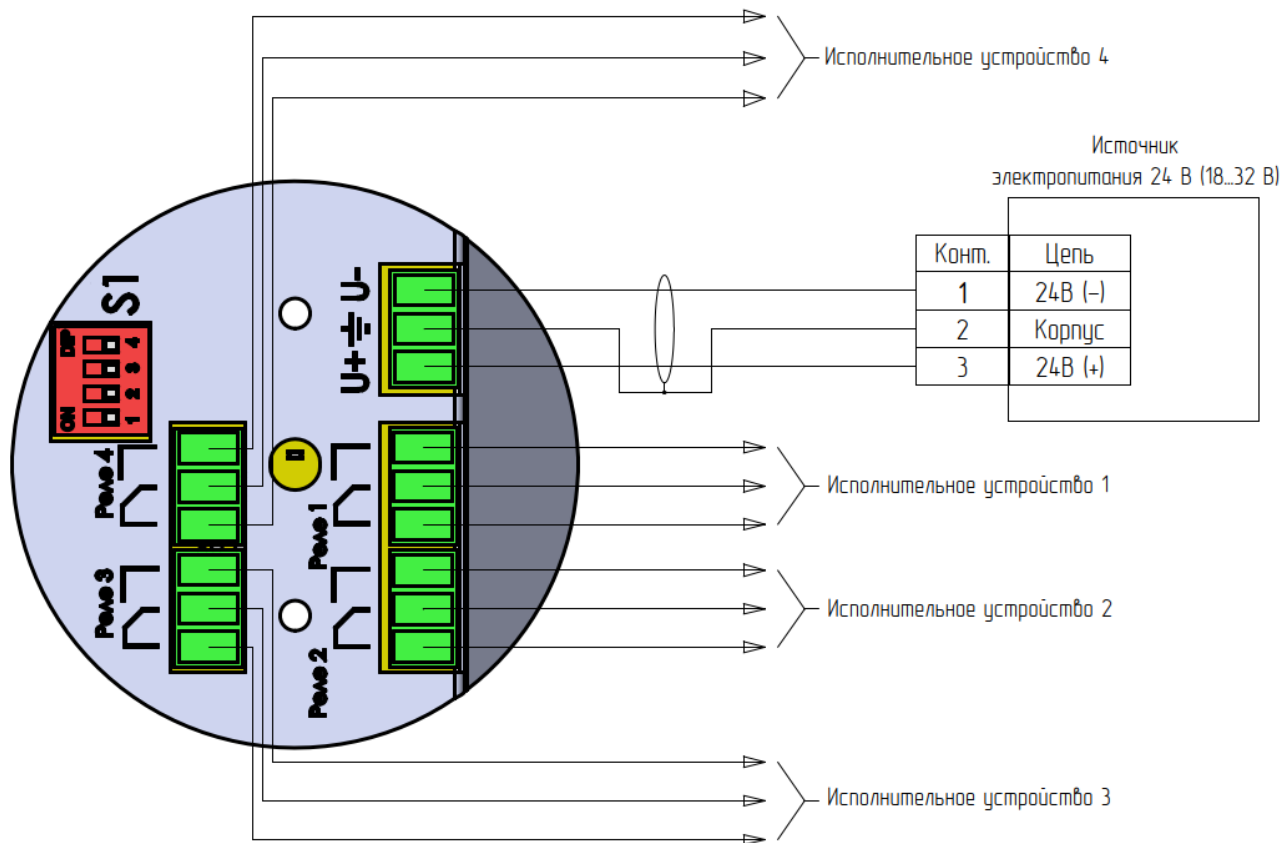 Исполнительное устройство 4
Источник
электропитания 24 В (18...32 В)
Конт. Цепь
1 24В (-)
2 Корпус
3 24В (+)
S1
DIP
ON
1 2 3 4
U-
U+
Реле 4
Реле 3
Реле 1
Реле 2
Исполнительное устройство 1
Исполнительное устройство 2
Исполнительное устройство 3